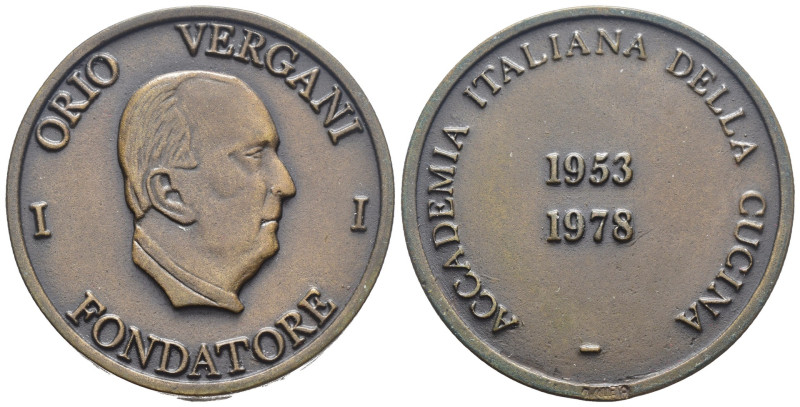 ORIO VERGANI
I I
FONDATORE
ACCADEMIA ITALIANA DELLA CUCINA
1953
1978